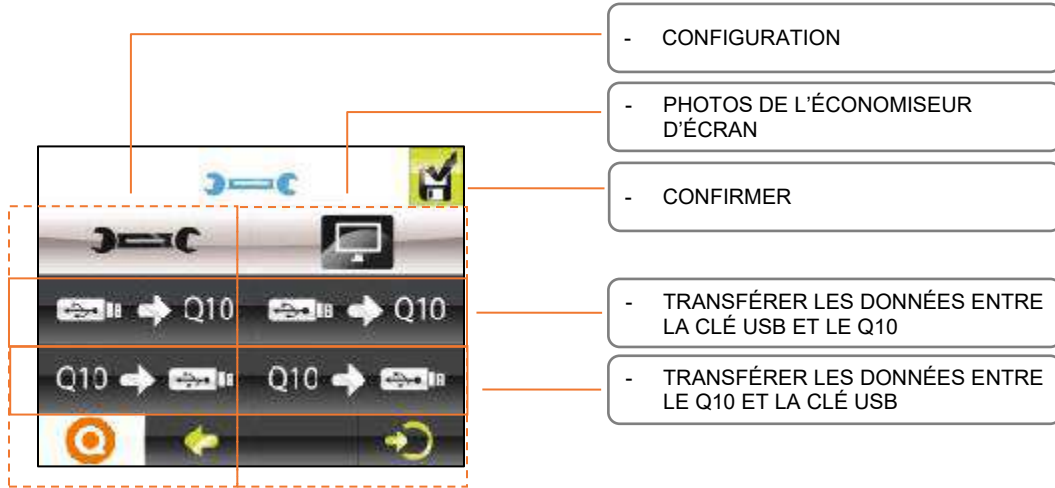 - CONFIGURATION
- PHOTOS DE L’ÉCONOMISEUR
D’ÉCRAN
- CONFIRMER
Q10 Q10
- TRANSFÉRER LES DONNÉES ENTRE
LA CLÉ USB ET LE Q10
Q10 Q10
- TRANSFÉRER LES DONNÉES ENTRE
LE Q10 ET LA CLÉ USB